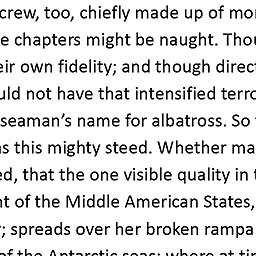 crew, too, chiefly made up of mo
e chapters might be naught. Thou
eir own fidelity; and though direct
uld not have that intensified terro
seaman’s name for albatross. So
s this mighty steed. Whether ma
ed, that the one visible quality in
nt of the Middle American States,
; spreads over her broken rampa
of the Antarctic seas; where at ti